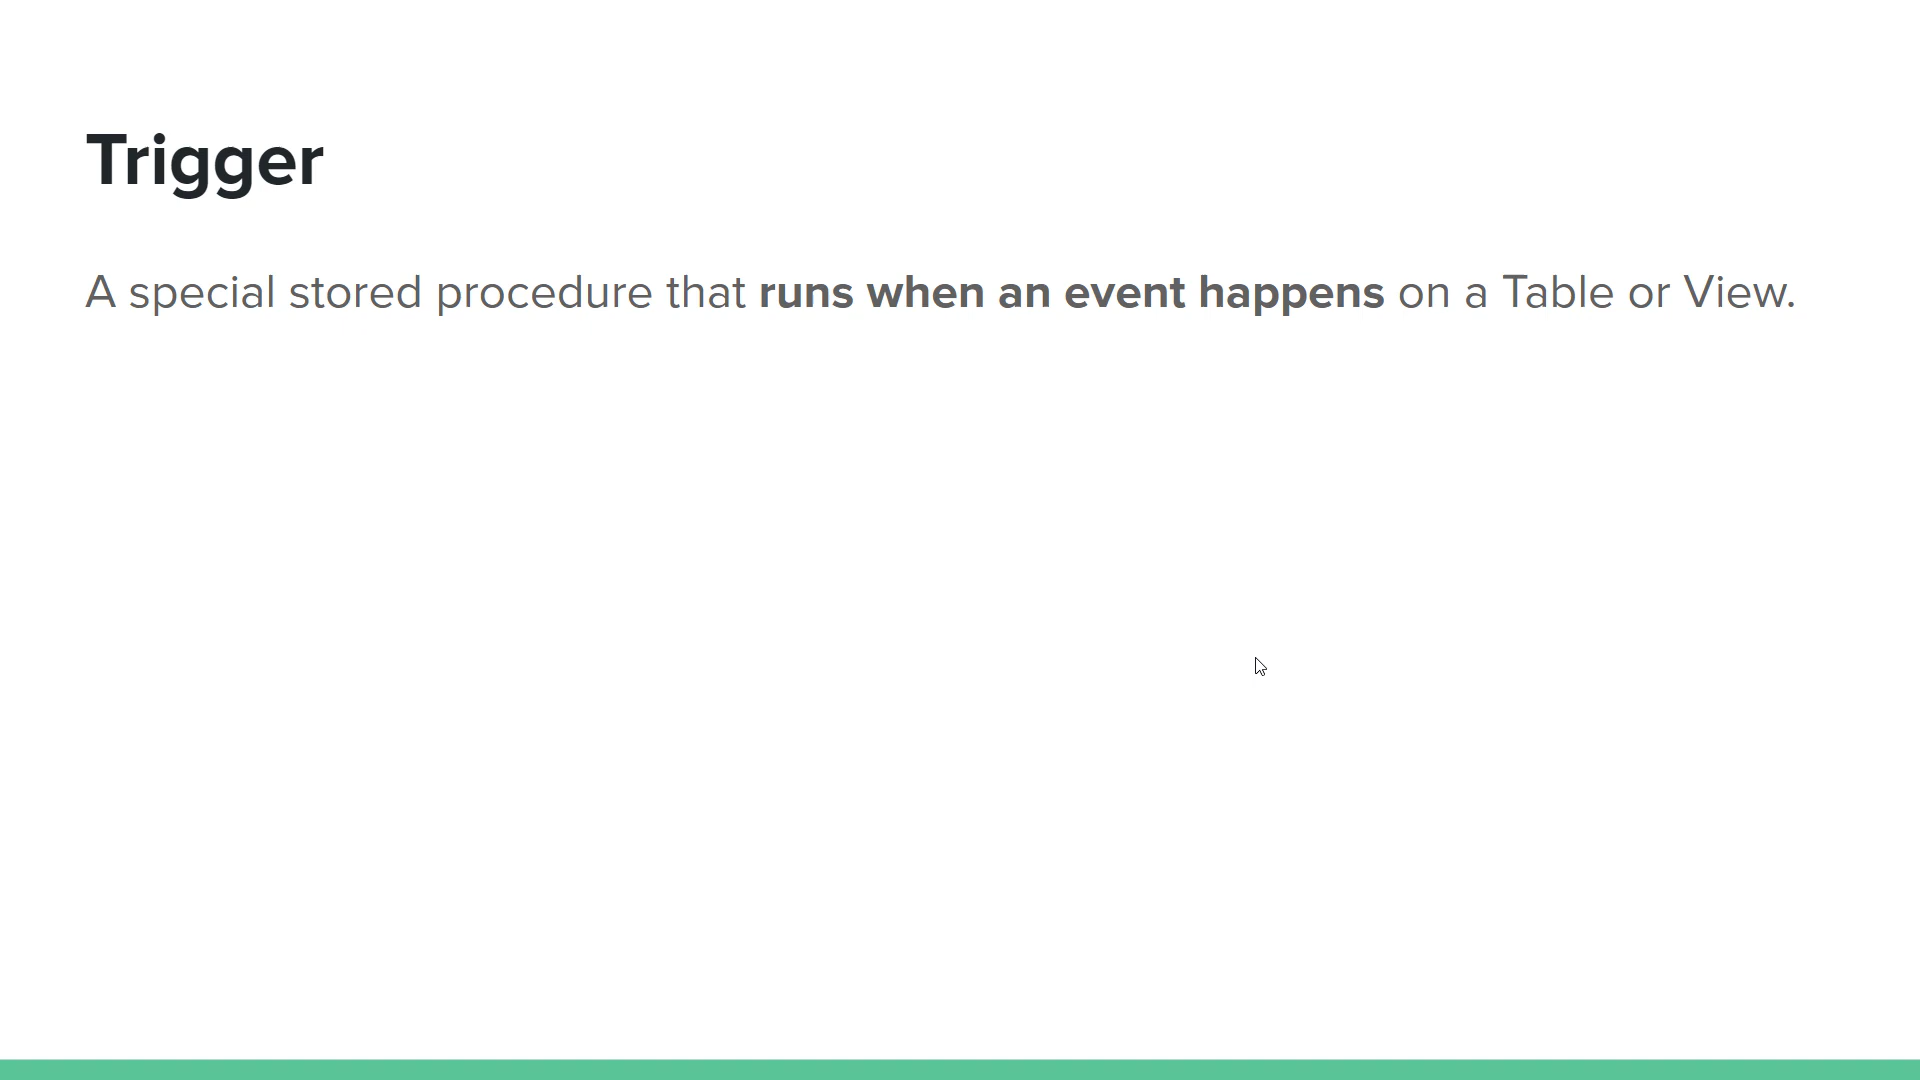 Trigger
A special stored procedure that runs when an event happens on a Table or View.